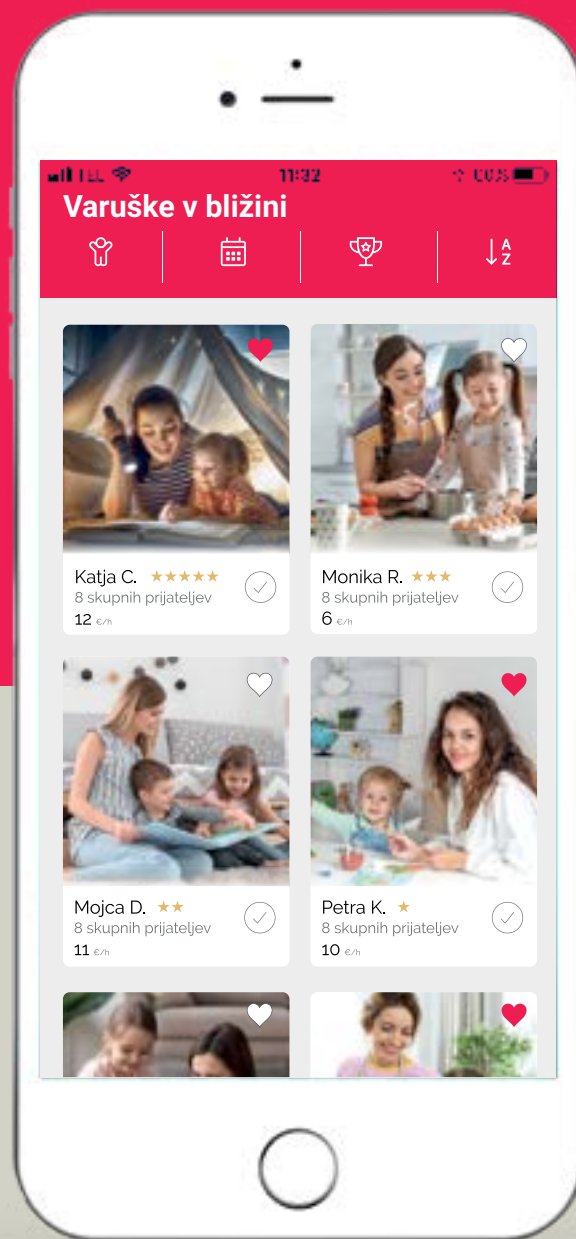 11:32
Varuške v bližini
A
Z
Katja C.
8 skupnih prijateljev
12 €/h
Monika R.
8 skupnih prijateljev
6 €/h
Mojca D.
8 skupnih prijateljev
11 €/h
Petra K.
8 skupnih prijateljev
10 €/h